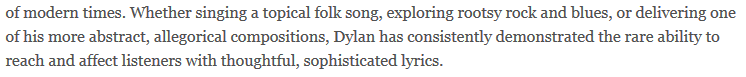 of modern times. Whether singing a topical folk song, exploring rootsy rock and blues, or delivering one
of his more abstract, allegorical compositions, Dylan has consistently demonstrated the rare ability to
reach and affect listeners with thoughtful, sophisticated lyrics.